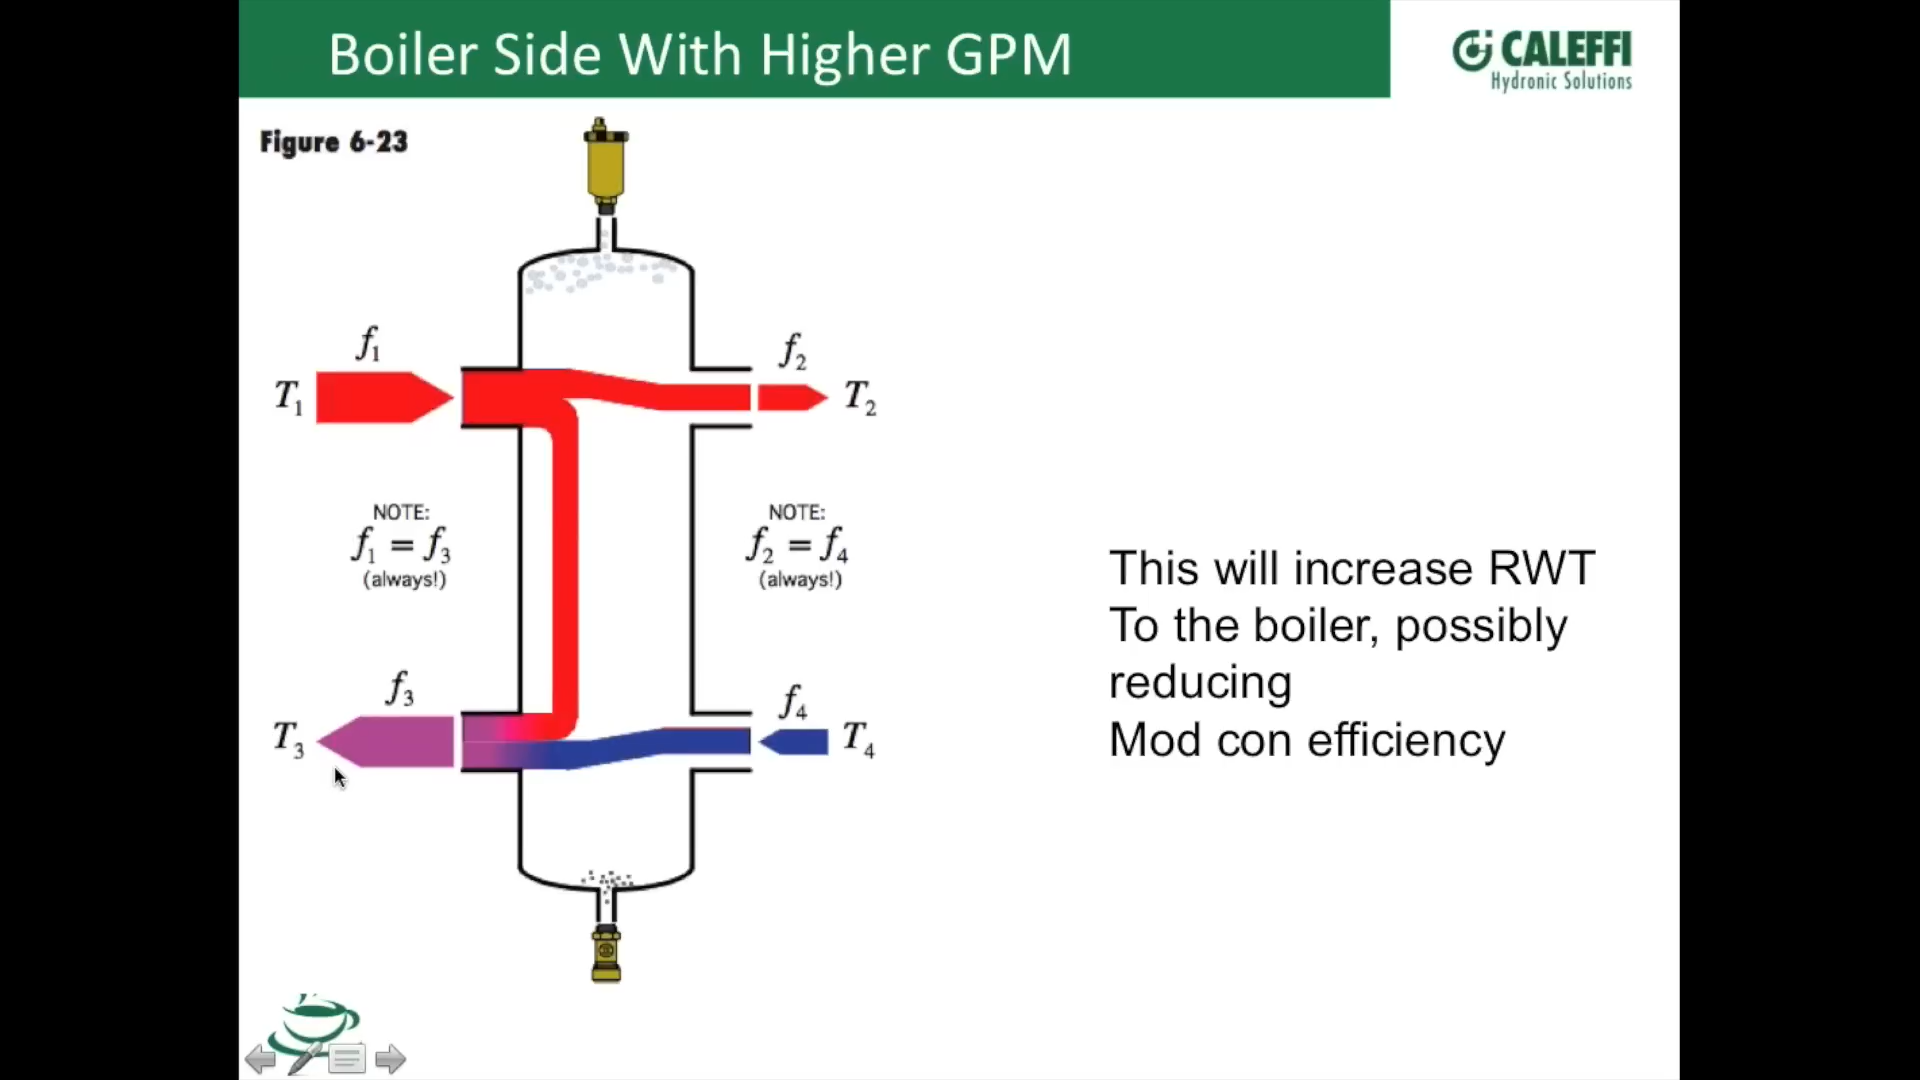 Boiler Side With Higher GPM
CALEFFI
Hydronic Solutions
Figure 6-23
f1
f2
T1
T2
NOTE:
f1 = f3
(always!)
NOTE:
f2 = f4
(always!)
This will increase RWT
To the boiler, possibly
reducing
Mod con efficiency
f3
f4
T3
T4